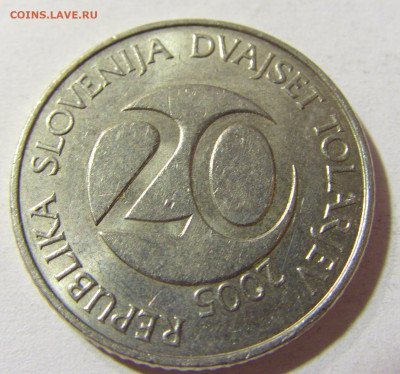 COINS.LAVE.RU
REPUBLIKA SLOVENIJA DVAJSET TOLARJEV
20
2005